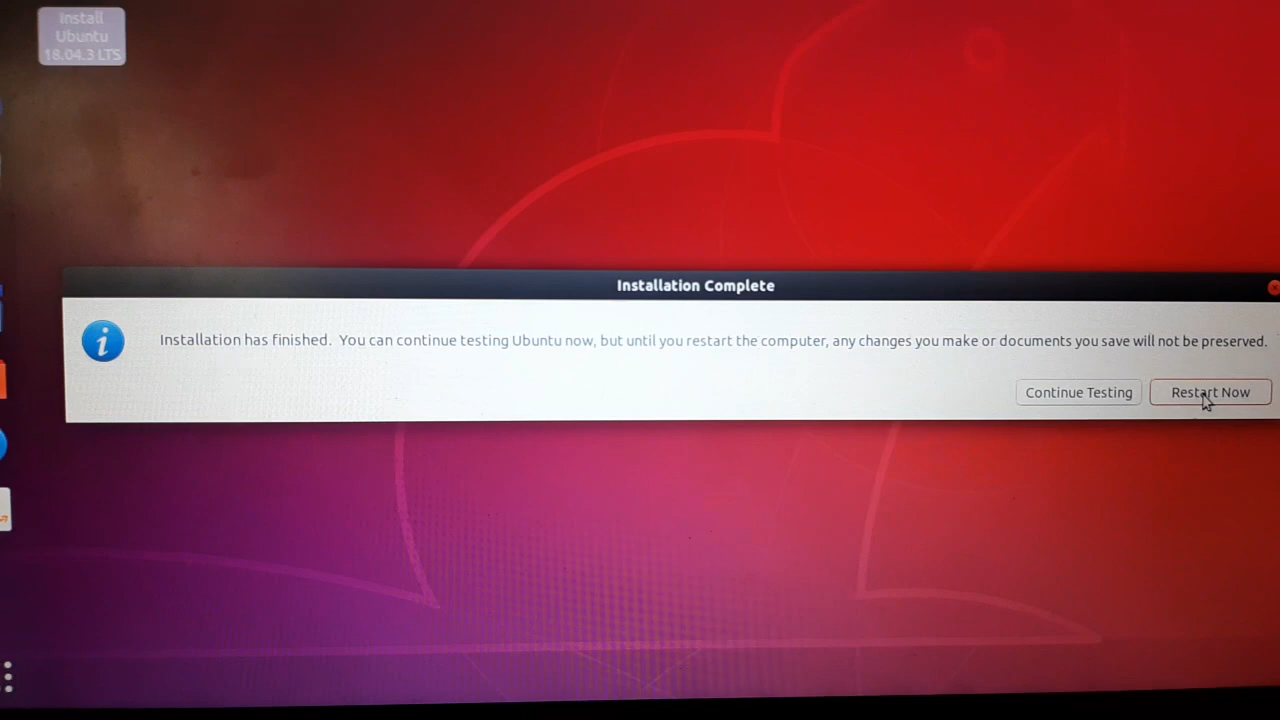 Install
Ubuntu
18.04.3 LTS
Installation Complete
Installation has finished.  You can continue testing Ubuntu now, but until you restart the computer, any changes you make or documents you save will not be preserved.
Continue Testing
Restart Now